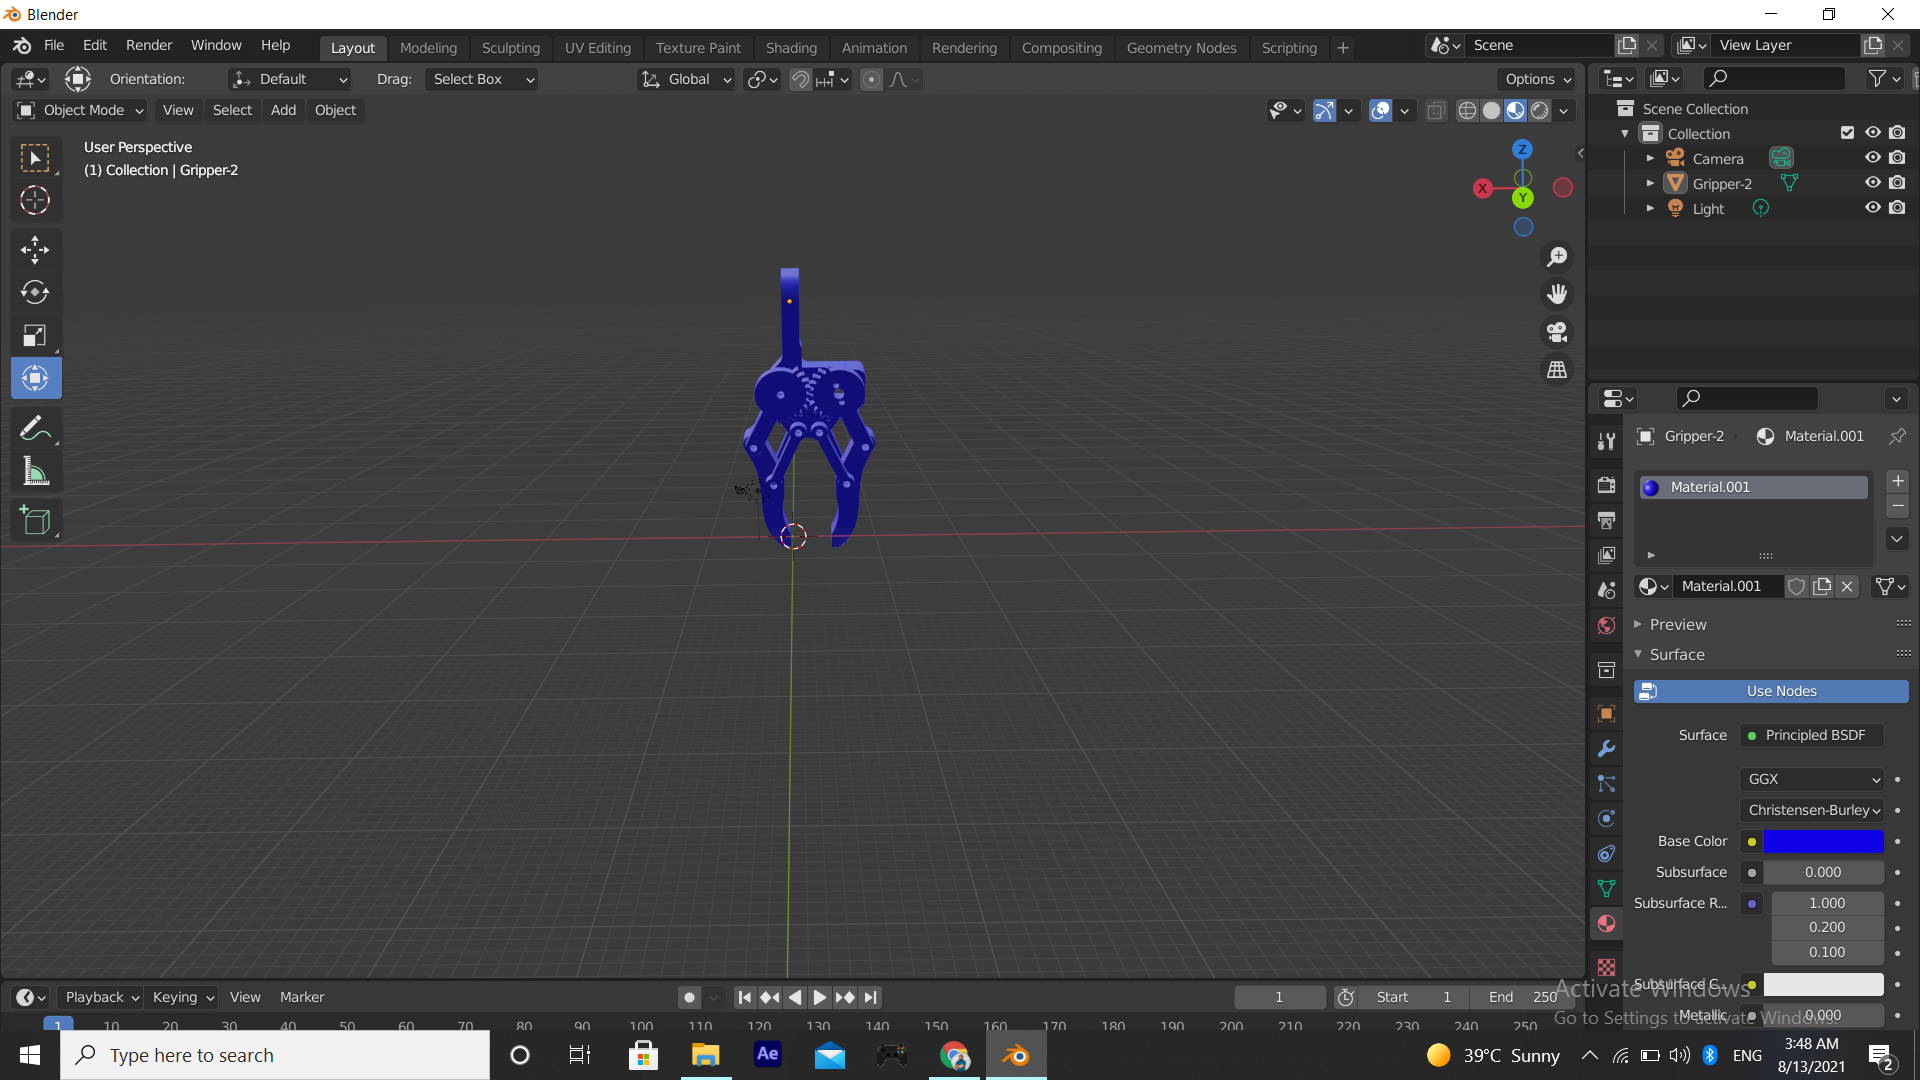 Blender
File Edit Render Window Help Layout Modeling Sculpting UV Editing Texture Paint Shading Animation Rendering Compositing Geometry Nodes Scripting + Scene View Layer
Orientation: Default Drag: Select Box Global Options
Object Mode View Select Add Object
User Perspective
(1) Collection | Gripper-2
Z
X
Y
Scene Collection
Collection
Camera
Gripper-2
Light
Gripper-2 Material.001
Material.001
Material.001
Preview
Surface
Use Nodes
Surface Principled BSDF
GGX
Christensen-Burley
Base Color
Subsurface 0.000
Subsurface R... 1.000
0.200
0.100
Subsurface C..
Metallic 0.000
Activate Windows
Go to Settings to activate Windows.
Playback Keying View Marker 1 Start 1 End 250
1 10 20 30 40 50 60 70 80 90 100 110 120 130 140 150 160 170 180 190 200 210 220 230 240 250
Type here to search
Ae
39°C Sunny
ENG
3:48 AM
8/13/2021
2